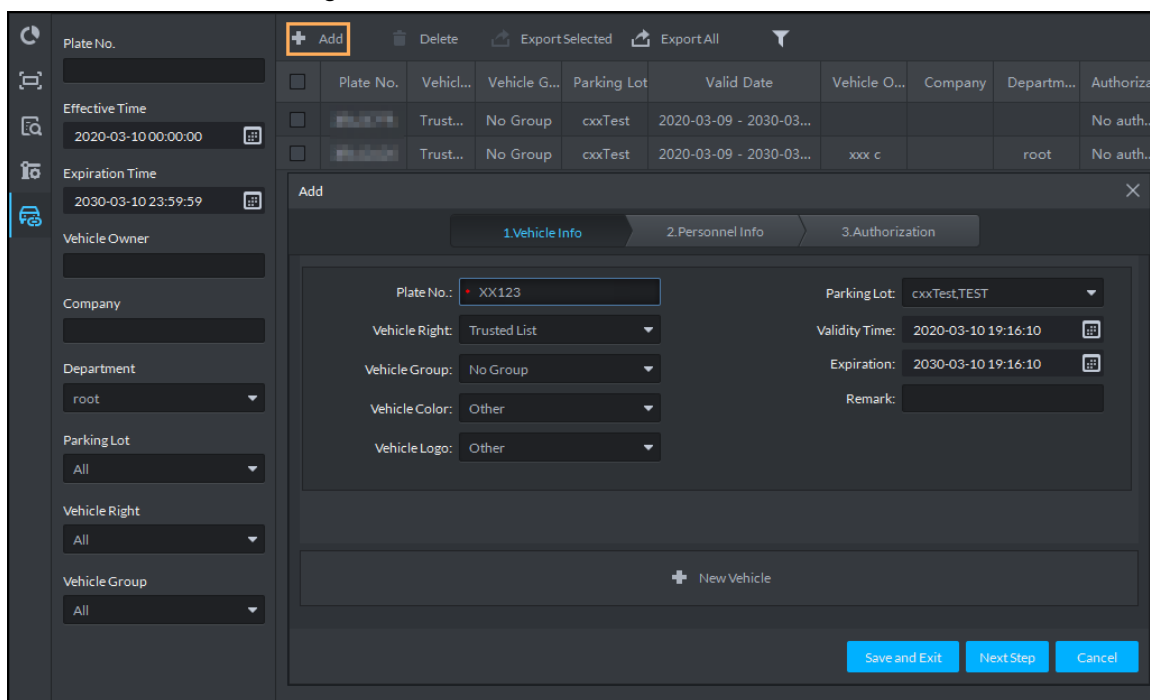 Plate No.
Effective Time
2020-03-10 00:00:00
Expiration Time
2030-03-10 23:59:59
Vehicle Owner
Company
Department
root
Parking Lot
All
Vehicle Right
All
Vehicle Group
All
Add Delete Export Selected Export All
Plate No. Vehicl... Vehicle G... Parking Lot Valid Date Vehicle O... Company Departm... Authoriza
Trust... No Group cxxTest 2020-03-09 - 2030-03... No auth..
Trust... No Group cxxTest 2020-03-09 - 2030-03... xxx c root No auth..
Add
1.Vehicle Info 2.Personnel Info 3.Authorization
Plate No.: • XX123
Vehicle Right: Trusted List
Vehicle Group: No Group
Vehicle Color: Other
Vehicle Logo: Other
Parking Lot: cxxTest,TEST
Validity Time: 2020-03-10 19:16:10
Expiration: 2030-03-10 19:16:10
Remark:
New Vehicle
Save and Exit Next Step Cancel